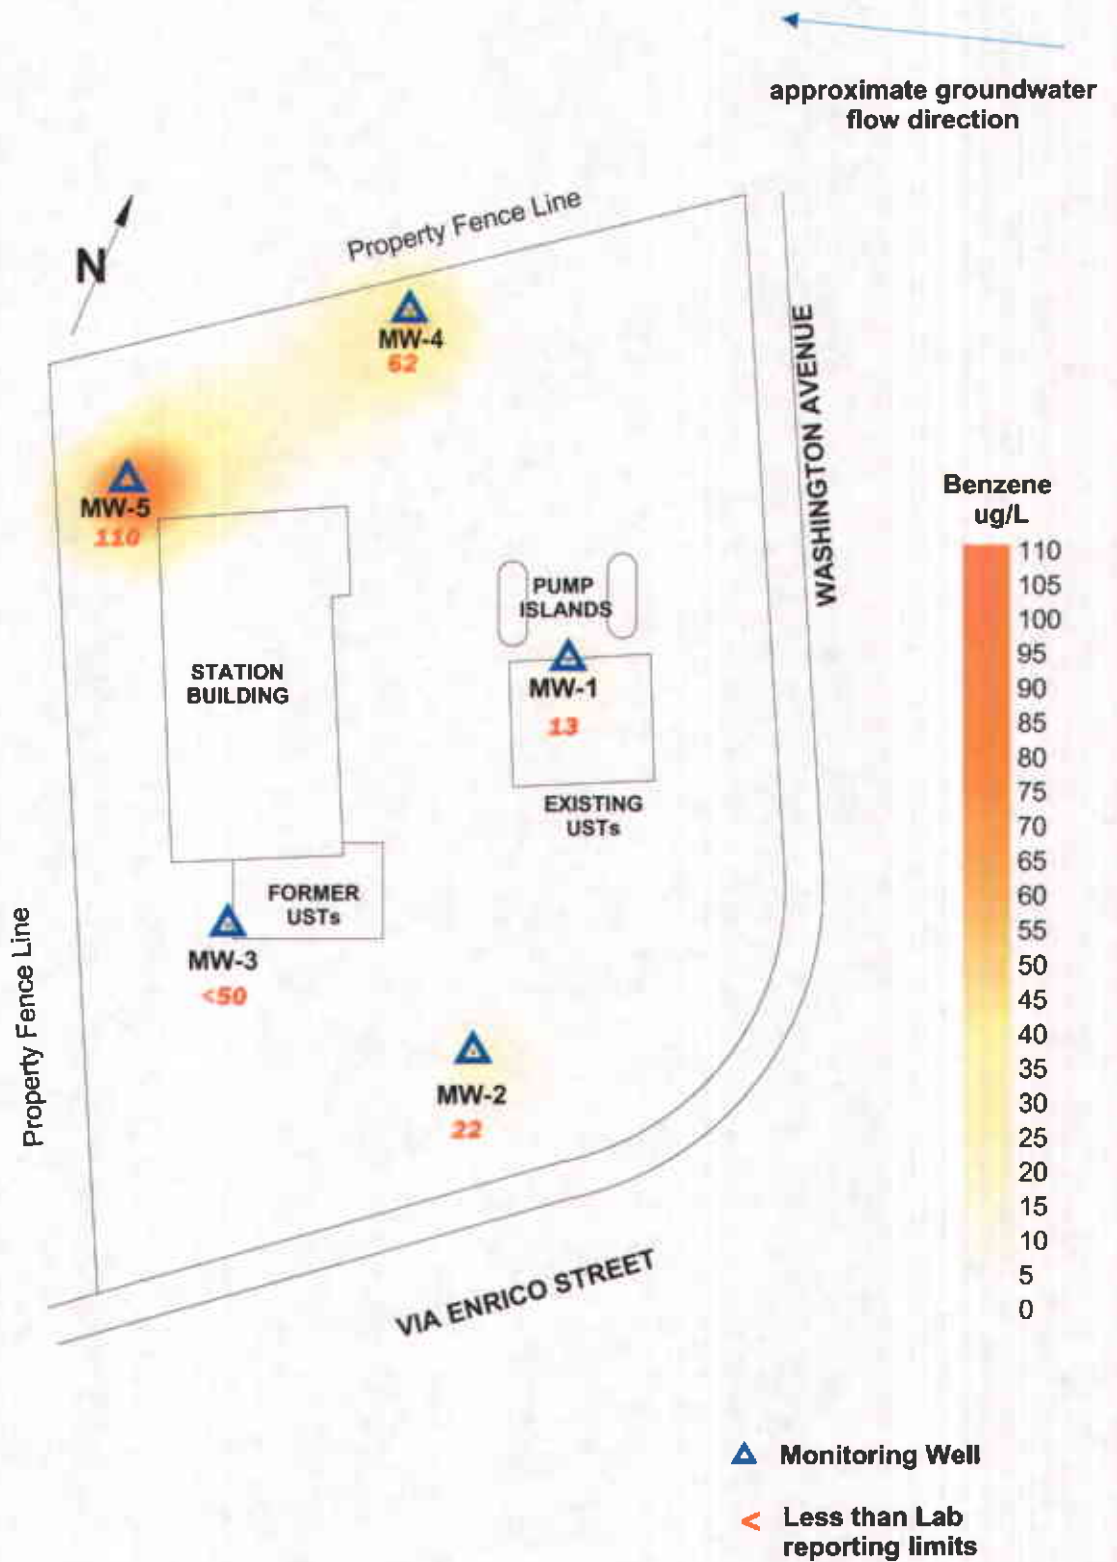 approximate groundwater
flow direction
N
Property Fence Line
MW-4
62
WASHINGTON AVENUE
MW-5
110
PUMP
ISLANDS
STATION
BUILDING
MW-1
13
EXISTING
USTs
FORMER
USTs
MW-3
<50
MW-2
22
Property Fence Line
VIA ENRICO STREET
Benzene
ug/L
110
105
100
95
90
85
80
75
70
65
60
55
50
45
40
35
30
25
20
15
10
5
0
Monitoring Well
< Less than Lab
reporting limits